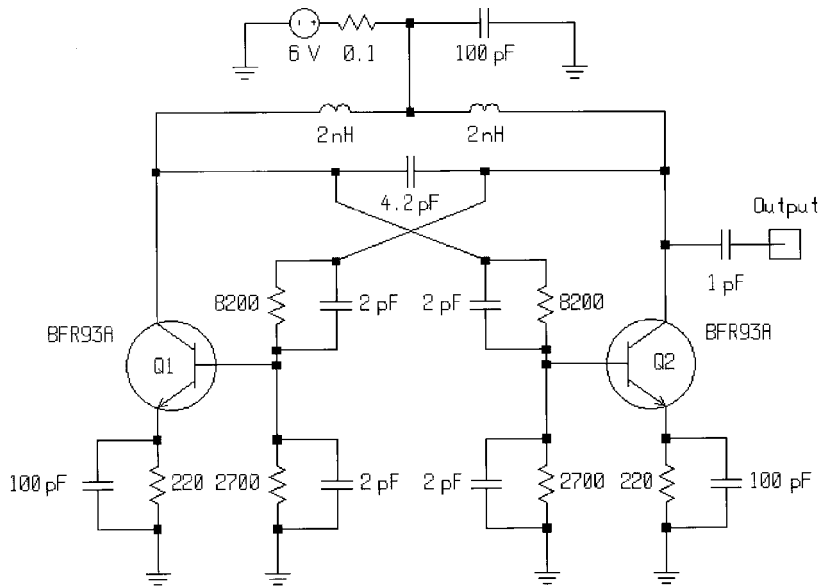 6 V 0.1 100 pF
2nH 2nH
4.2 pF
Output
8200 2 pF 2 pF 8200
1 pF
BFR93A BFR93A
Q1 Q2
100 pF 220 2700 2 pF 2 pF 2700 220 100 pF